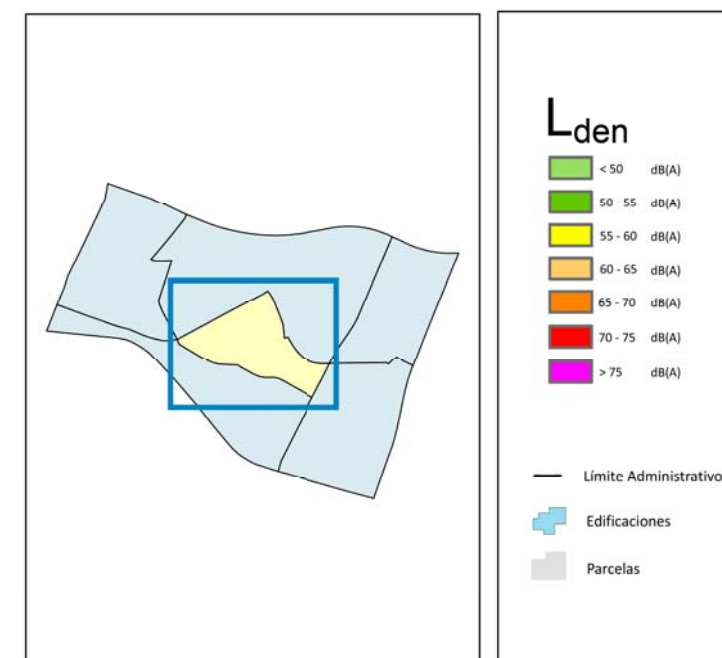 Lden
< 50 dB(A)
50 - 55 dB(A)
55 - 60 dB(A)
60 - 65 dB(A)
65 - 70 dB(A)
70 - 75 dB(A)
> 75 dB(A)
Límite Administrativo
Edificaciones
Parcelas